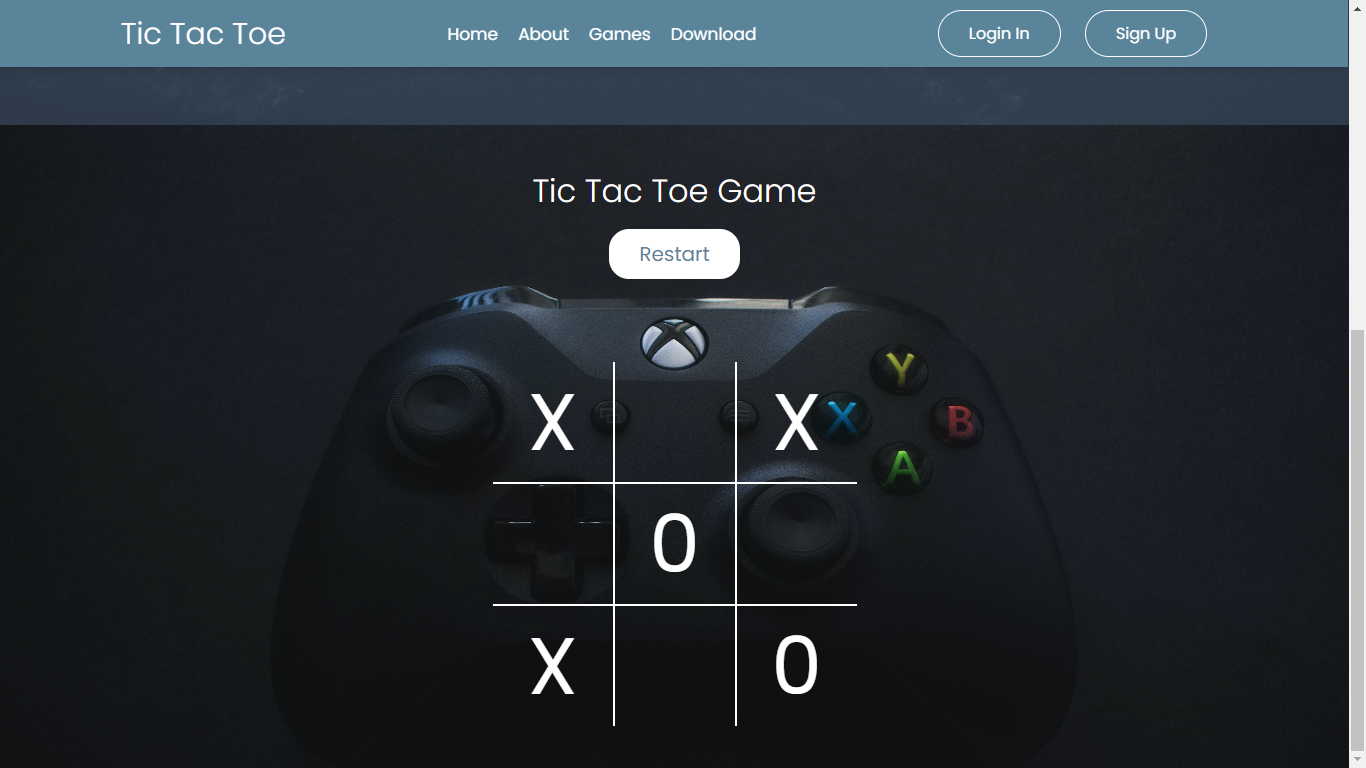 Tic Tac Toe Home About Games Download Login In Sign Up
Tic Tac Toe Game
Restart
Y
X X X B
A
0
X 0